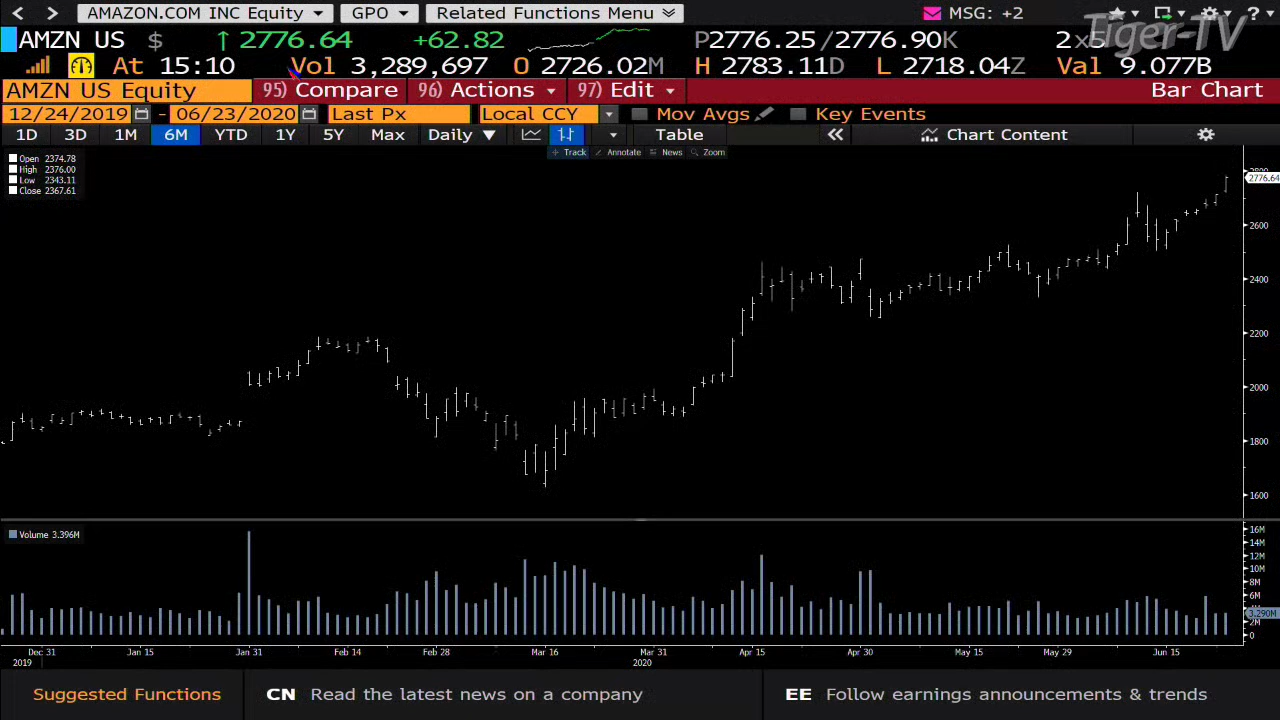 AMAZON.COM INC Equity GPO Related Functions Menu MSG: +2 ?
Tiger-TV
AMZN US $ ↑ 2776.64 +62.82 P2776.25/2776.90K 2x5
At 15:10 Vol 3,289,697 O 2726.02M H 2783.11D L 2718.04Z Val 9.077B
AMZN US Equity 95) Compare 96) Actions 97) Edit Bar Chart
12/24/2019 - 06/23/2020 Last Px Local CCY Mov Avgs Key Events
1D 3D 1M 6M YTD 1Y 5Y Max Daily ▼ Table « Chart Content
+ Track Annotate News Zoom
Open 2374.78
High 2376.00
Low 2343.11
Close 2367.61
2800
2776.64
2600
2400
2200
2000
1800
1600
Volume 3.396M
16M
14M
12M
10M
8M
6M
3.290M
2M
0
Dec 31 Jan 15 Jan 31 Feb 14 Feb 28 Mar 16 Mar 31 Apr 15 Apr 30 May 15 May 29 Jun 15
2019 2020
Suggested Functions CN Read the latest news on a company EE Follow earnings announcements & trends